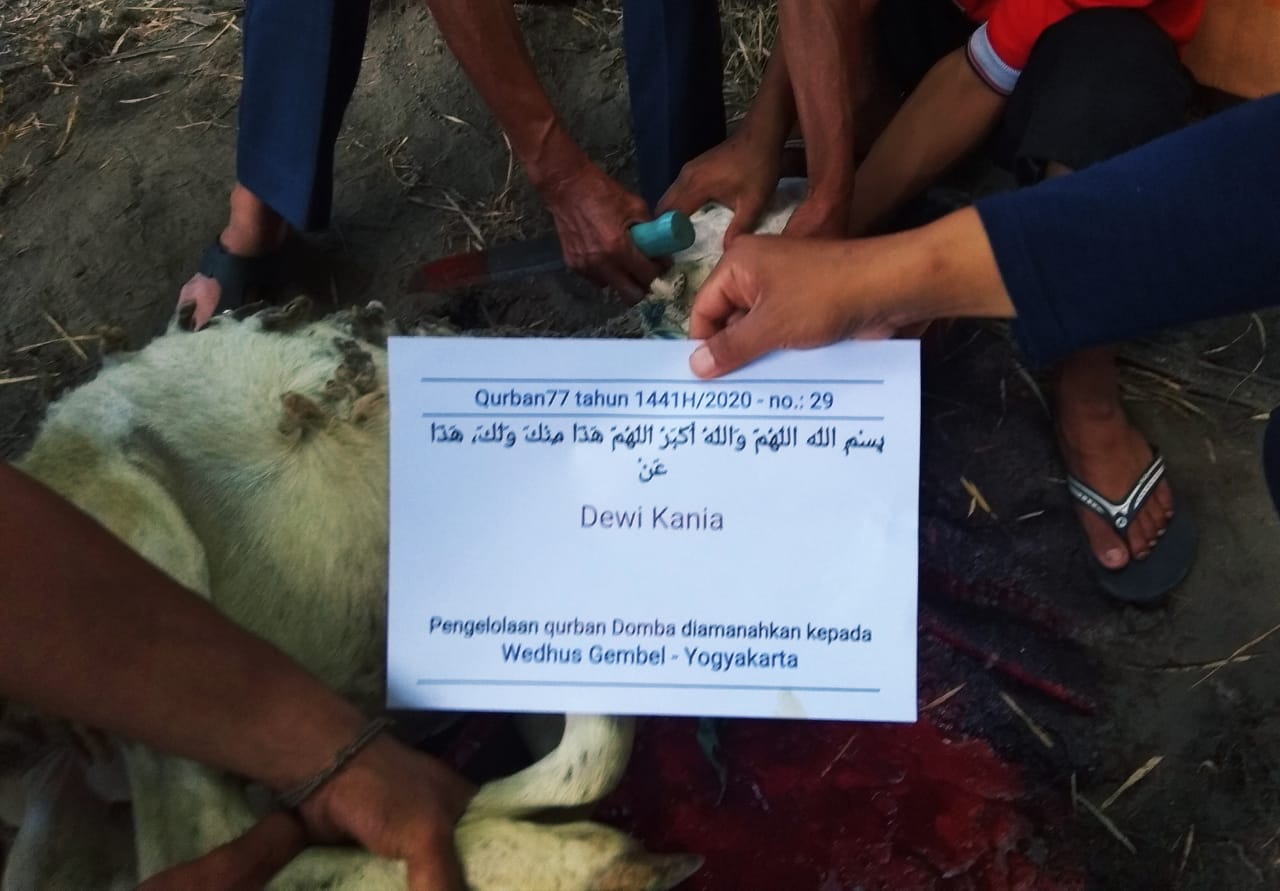 Qurban77 tahun 1441H/2020 - no.: 29
بِسْمِ اللهِ اللَّهُمَّ وَاللهُ أَكْبَرُ اللَّهُمَّ هَذَا مِنْكَ وَلَكَ، هَذَا
عَنْ
Dewi Kania
Pengelolaan qurban Domba diamanahkan kepada
Wedhus Gembel - Yogyakarta